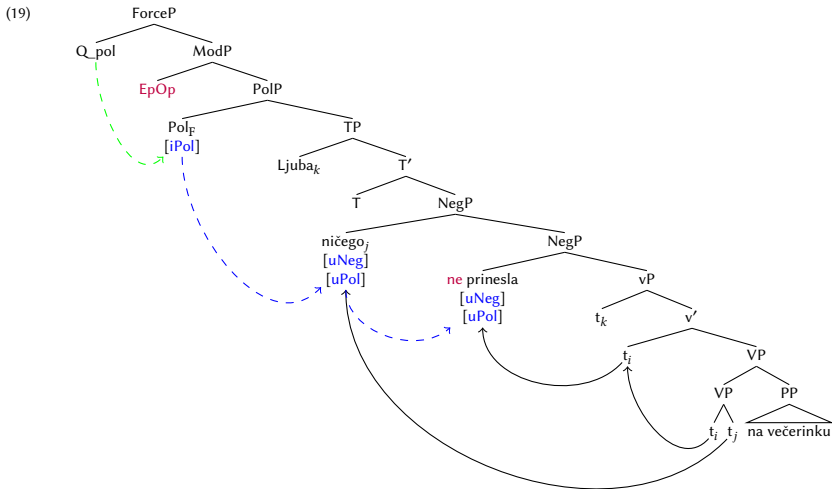 (19)
ForceP
Q_pol ModP
EpOp PolP
Pol_F TP
[iPol]
Ljuba_k T′
T NegP
ničego_j NegP
[uNeg]
[uPol]
ne prinesla vP
[uNeg]
[uPol]
t_k v′
t_i VP
VP PP
t_i t_j na večerinku